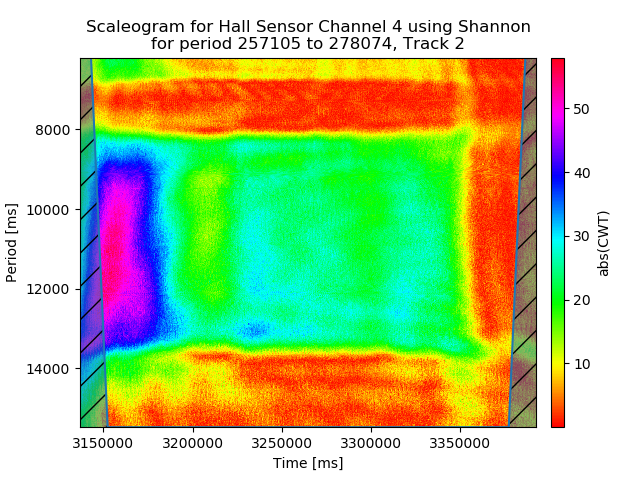 Scaleogram for Hall Sensor Channel 4 using Shannon
for period 257105 to 278074, Track 2
8000
10000
12000
14000
Period [ms]
3150000 3200000 3250000 3300000 3350000
Time [ms]
50
40
30
20
10
abs(CWT)